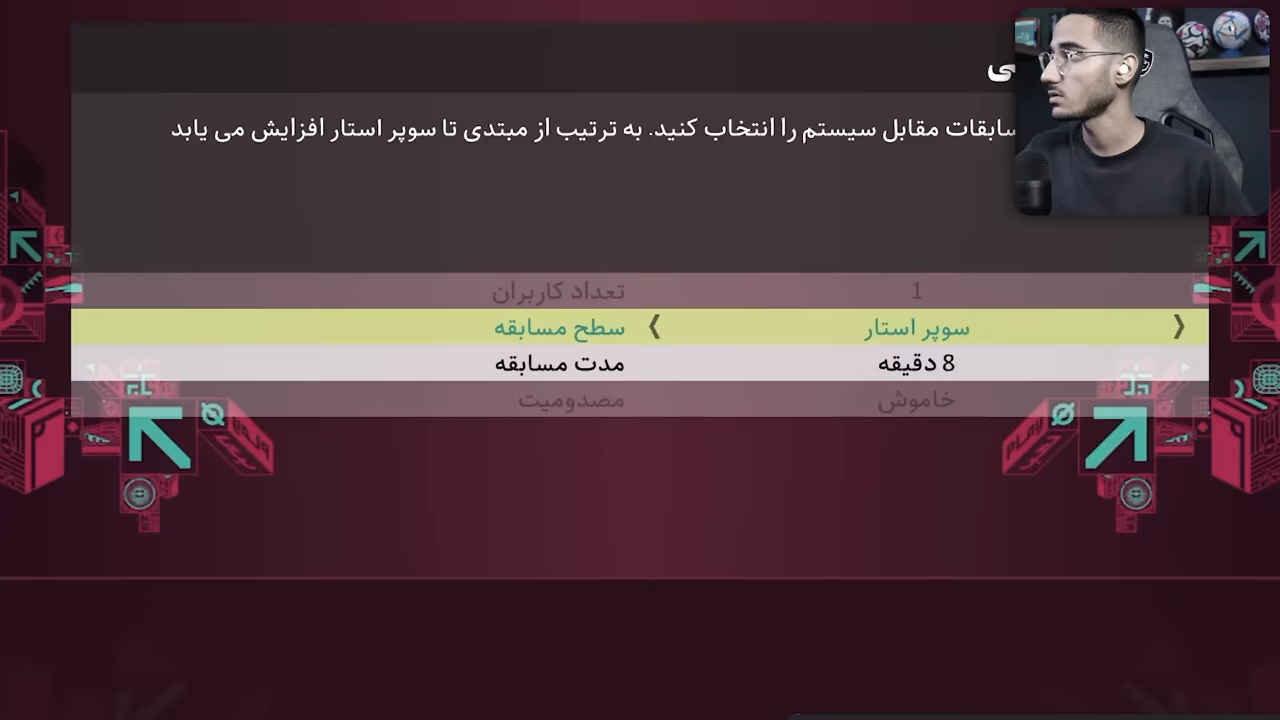 سابقات مقابل سیستم را انتخاب کنید. به ترتیب از مبتدی تا سوپر استار افزایش می یابد
تعداد کاربران 1
سطح مسابقه سوپر استار
مدت مسابقه 8 دقیقه
مصدومیت خاموش
PLAY